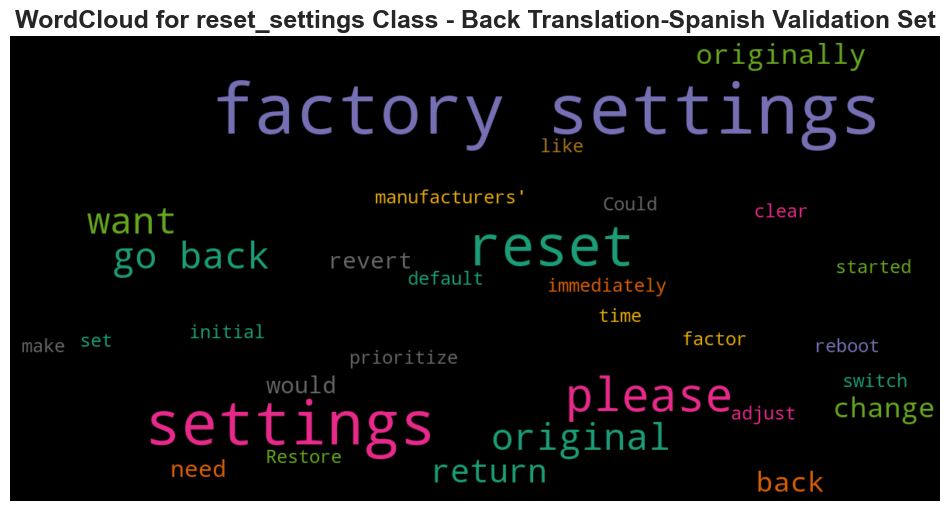 WordCloud for reset_settings Class - Back Translation-Spanish Validation Set
originally
factory settings
like
manufacturers'
Could
clear
want
reset
go back
revert
started
default
immediately
time
initial
factor
set
make
reboot
prioritize
switch
would
please
change
adjust
settings
original
Restore
need
return
back